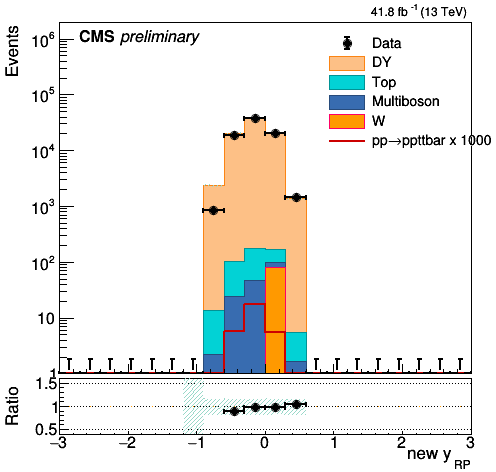 41.8 fb⁻¹ (13 TeV)
CMS preliminary
Events
10⁶
10⁵
10⁴
10³
10²
10
1
Data
DY
Top
Multiboson
W
pp→ppttbar x 1000
Ratio
1.5
1
0.5
−3 −2 −1 0 1 2 3
new y_RP